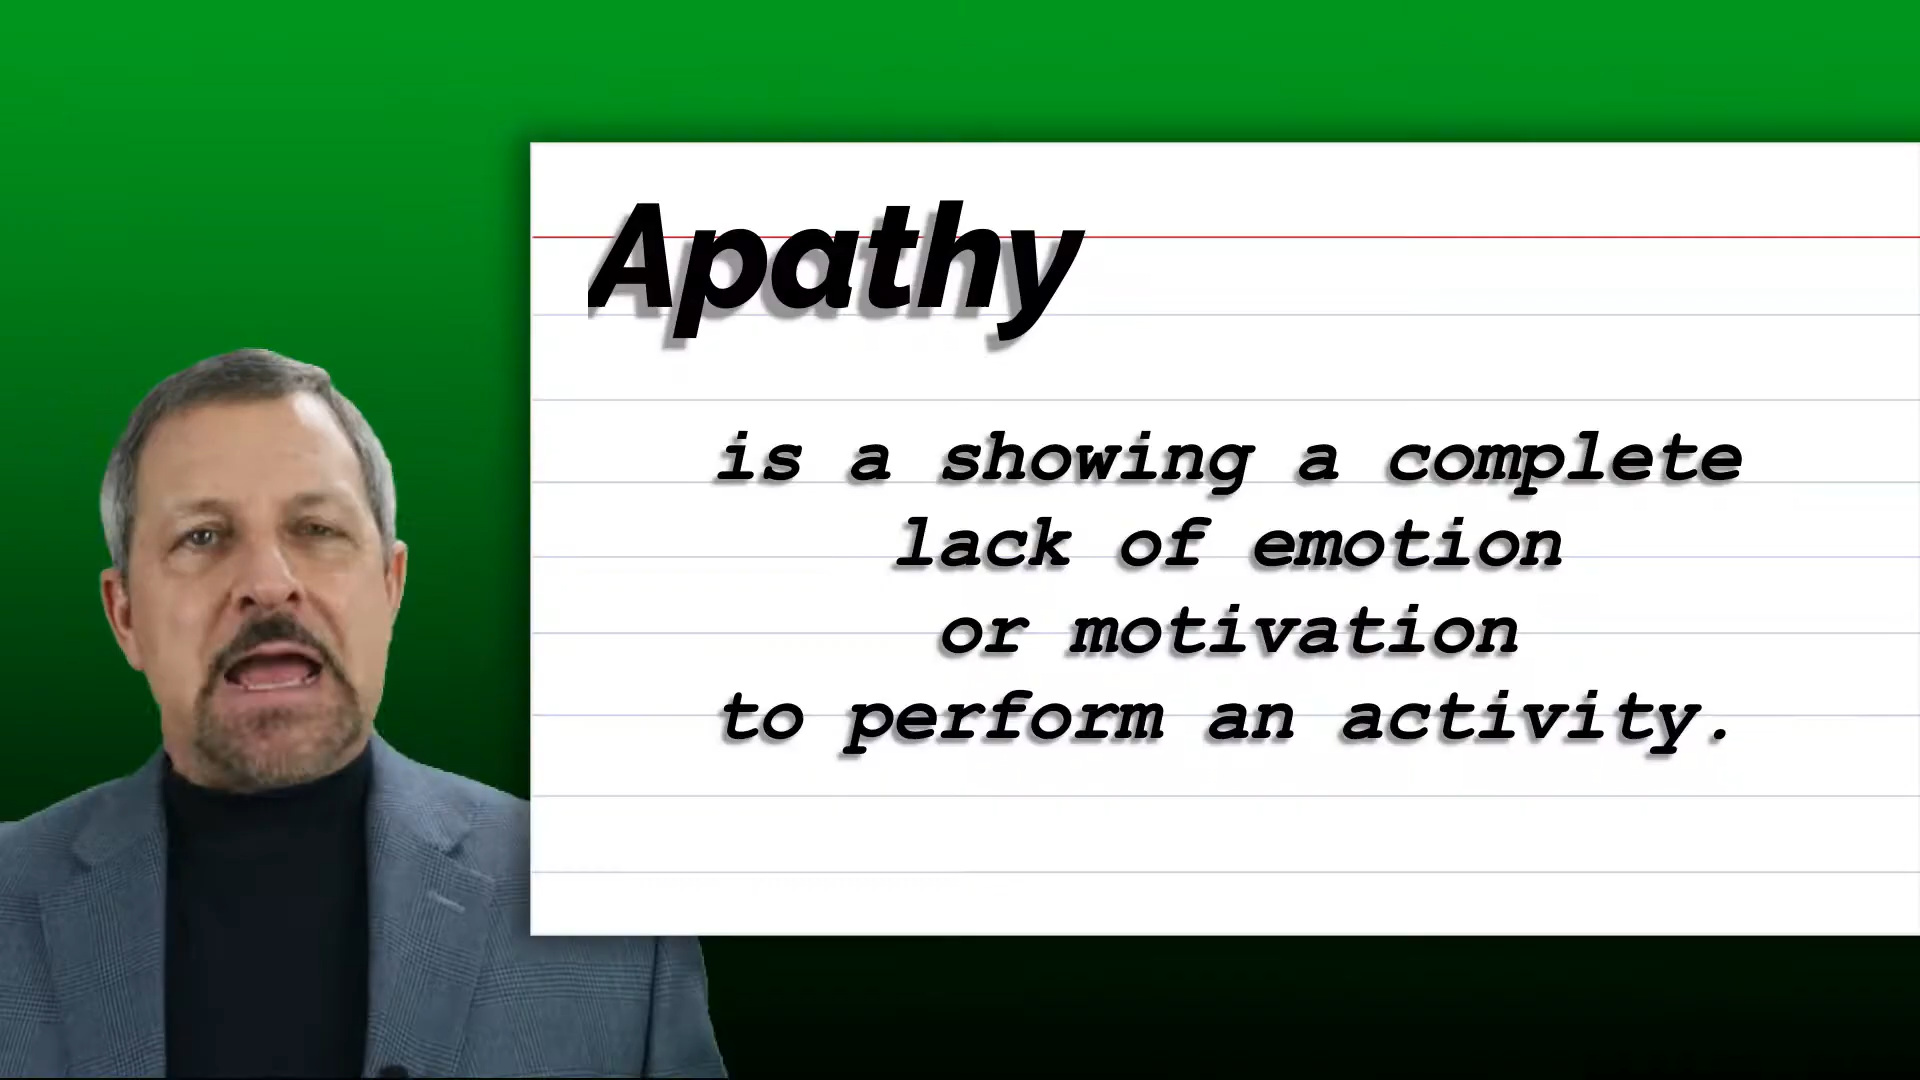 Apathy
is a showing a complete
lack of emotion
or motivation
to perform an activity.